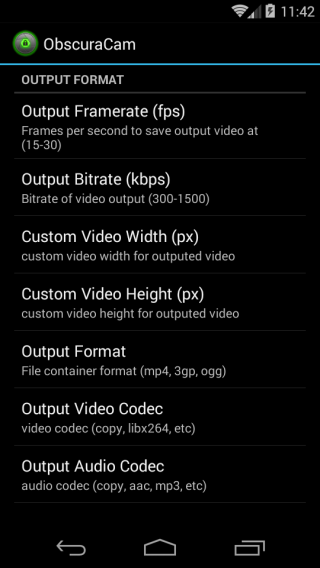 11:42
ObscuraCam
OUTPUT FORMAT
Output Framerate (fps)
Frames per second to save output video at
(15-30)
Output Bitrate (kbps)
Bitrate of video output (300-1500)
Custom Video Width (px)
custom video width for outputed video
Custom Video Height (px)
custom video height for outputed video
Output Format
File container format (mp4, 3gp, ogg)
Output Video Codec
video codec (copy, libx264, etc)
Output Audio Codec
audio codec (copy, aac, mp3, etc)